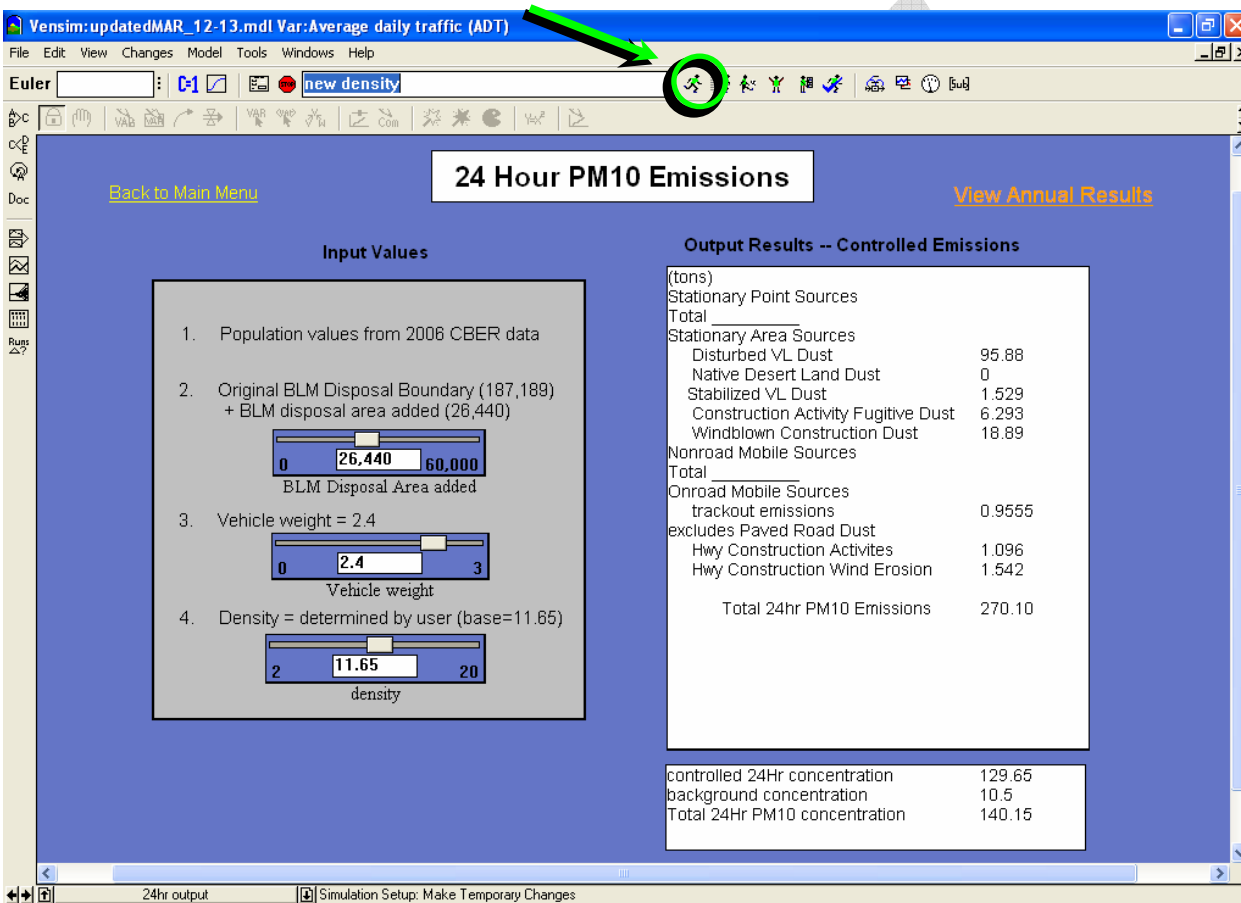 Vensim:updatedMAR_12-13.mdl Var:Average daily traffic (ADT)
File Edit View Changes Model Tools Windows Help
Euler
new density
Back to Main Menu
24 Hour PM10 Emissions
View Annual Results
Doc
Runs
Input Values
1. Population values from 2006 CBER data
2. Original BLM Disposal Boundary (187,189)
+ BLM disposal area added (26,440)
0 26,440 60,000
BLM Disposal Area added
3. Vehicle weight = 2.4
0 2.4 3
Vehicle weight
4. Density = determined by user (base=11.65)
2 11.65 20
density
Output Results -- Controlled Emissions
(tons)
Stationary Point Sources
Total __________
Stationary Area Sources
Disturbed VL Dust 95.88
Native Desert Land Dust 0
Stabilized VL Dust 1.529
Construction Activity Fugitive Dust 6.293
Windblown Construction Dust 18.89
Nonroad Mobile Sources
Total __________
Onroad Mobile Sources
trackout emissions 0.9555
excludes Paved Road Dust
Hwy Construction Activites 1.096
Hwy Construction Wind Erosion 1.542
Total 24hr PM10 Emissions 270.10
controlled 24Hr concentration 129.65
background concentration 10.5
Total 24Hr PM10 concentration 140.15
24hr output
Simulation Setup: Make Temporary Changes